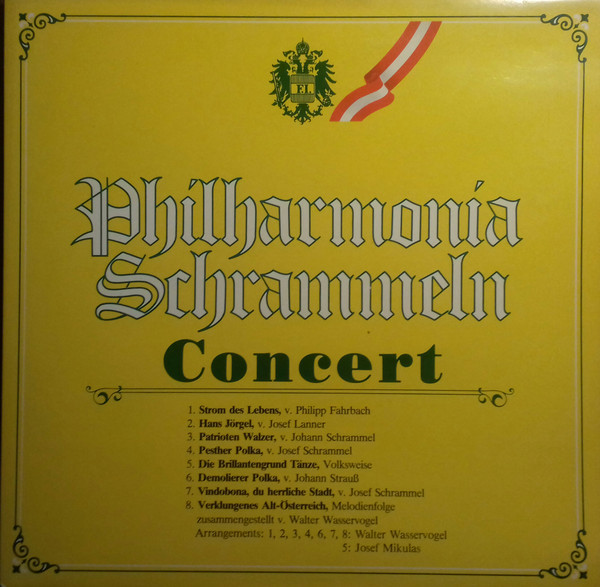 EL
Philharmonia
Schrammeln
Concert
1. Strom des Lebens, v. Philipp Fahrbach
2. Hans Jörgel, v. Josef Lanner
3. Patrioten Walzer, v. Johann Schrammel
4. Pesther Polka, v. Josef Schrammel
5. Die Brillantengrund Tänze, Volksweise
6. Demolierer Polka, v. Johann Strauß
7. Vindobona, du herrliche Stadt, v. Josef Schrammel
8. Verklungenes Alt-Österreich, Melodienfolge
zusammengestellt v. Walter Wasservogel
Arrangements: 1, 2, 3, 4, 6, 7, 8: Walter Wasservogel
5: Josef Mikulas